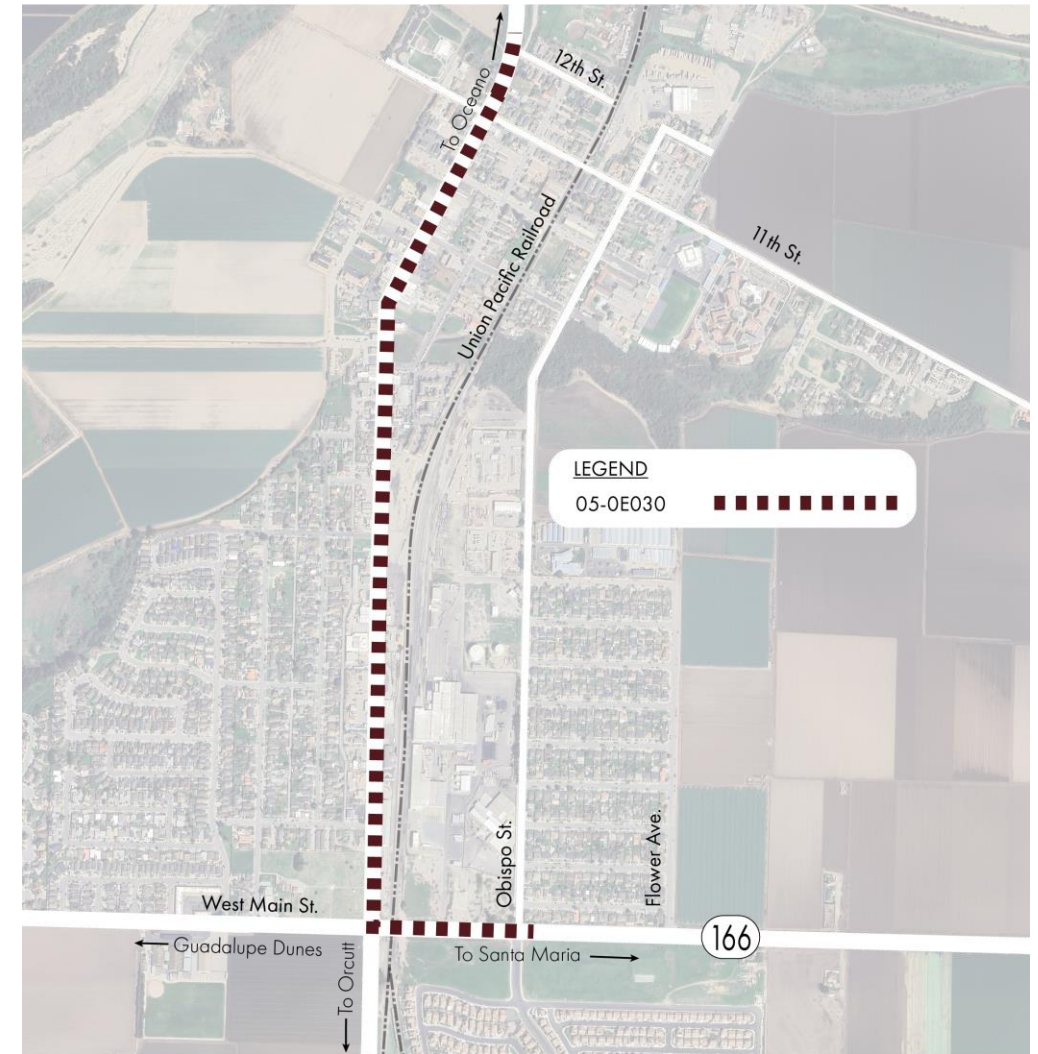 12th St.
To Oceano
Union Pacific Railroad
11th St.
LEGEND
05-0E030
Obispo St.
Flower Ave.
West Main St.
166
Guadalupe Dunes
To Santa Maria
To Orcutt